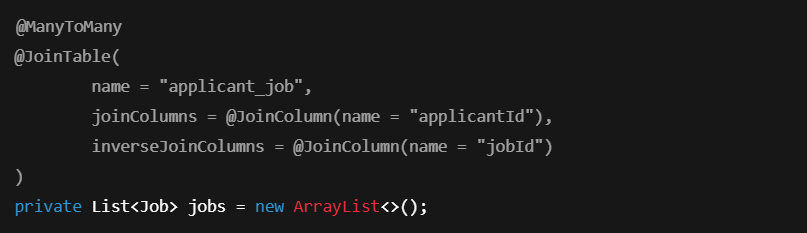 @ManyToMany
@JoinTable(
        name = "applicant_job",
        joinColumns = @JoinColumn(name = "applicantId"),
        inverseJoinColumns = @JoinColumn(name = "jobId")
)
private List<Job> jobs = new ArrayList<>();